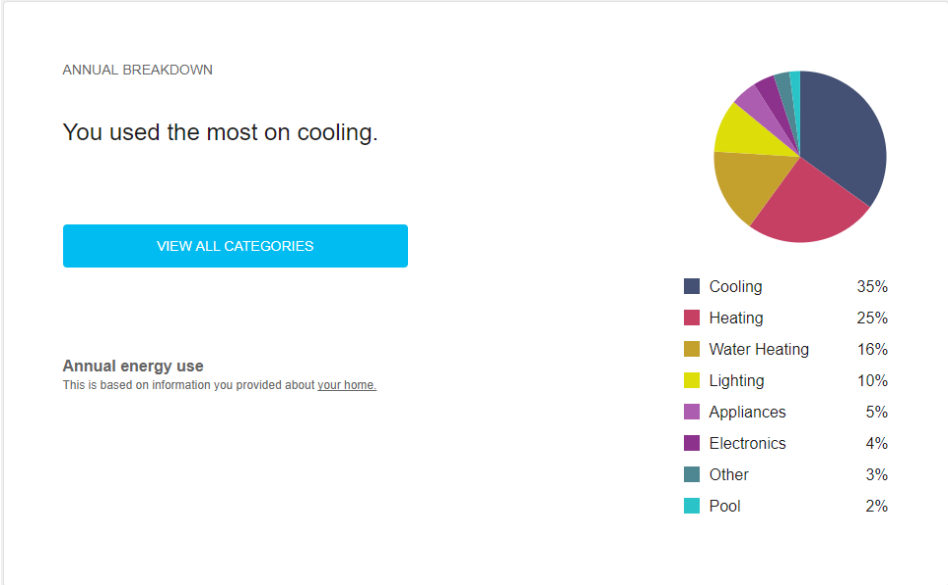 ANNUAL BREAKDOWN
You used the most on cooling.
VIEW ALL CATEGORIES
Annual energy use
This is based on information you provided about your home.
Cooling 35%
Heating 25%
Water Heating 16%
Lighting 10%
Appliances 5%
Electronics 4%
Other 3%
Pool 2%